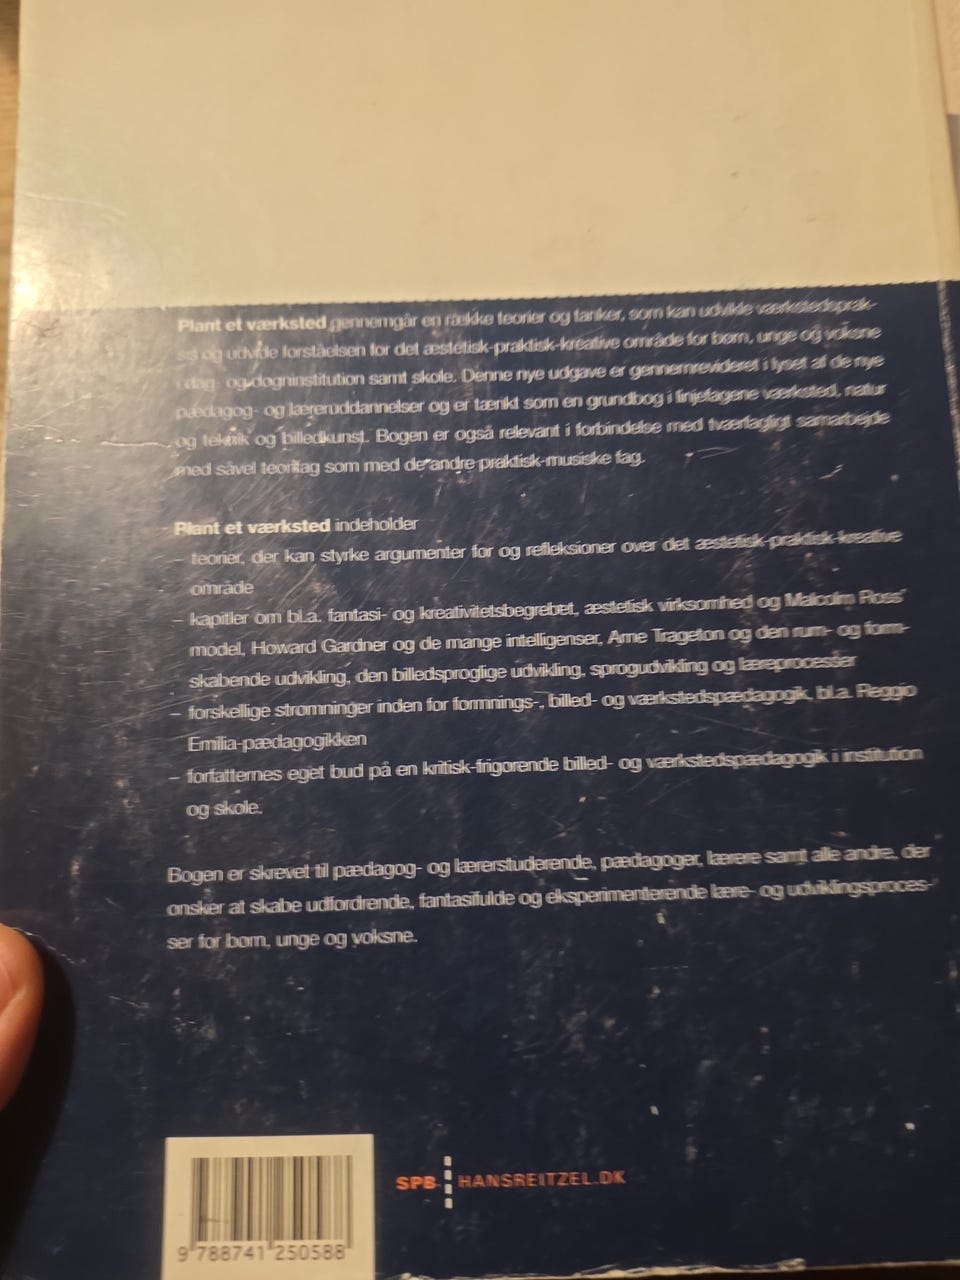 Plant et værksted gennemgår en række teorier og tanker, som kan udvikle værkstedsprak-
sis og udvide forståelsen for det æstetisk-praktisk-kreative område for børn, unge og voksne
i dag- og døgninstitution samt skole. Denne nye udgave er gennemrevideret i lyset af de nye
pædagog- og læreruddannelser og er tænkt som en grundbog i linjefagene værksted, natur
og teknik og billedkunst. Bogen er også relevant i forbindelse med tværfagligt samarbejde
med såvel teorifag som med de andre praktisk-musiske fag.
Plant et værksted indeholder
– teorier, der kan styrke argumenter for og refleksioner over det æstetisk-praktisk-kreative
område
– kapitler om bl.a. fantasi- og kreativitetsbegrebet, æstetisk virksomhed og Malcolm Ross'
model, Howard Gardner og de mange intelligenser, Arne Trageton og den rum- og form-
skabende udvikling, den billedsproglige udvikling, sprogudvikling og læreprocesser
– forskellige strømninger inden for formnings-, billed- og værkstedspædagogik, bl.a. Reggio
Emilia-pædagogikken
– forfatternes eget bud på en kritisk-frigørende billed- og værkstedspædagogik i institution
og skole.
Bogen er skrevet til pædagog- og lærerstuderende, pædagoger, lærere samt alle andre, der
ønsker at skabe udfordrende, fantasifulde og eksperimenterende lære- og udviklingsproces-
ser for børn, unge og voksne.
SPB HANSREITZEL.DK
9 788741 250588